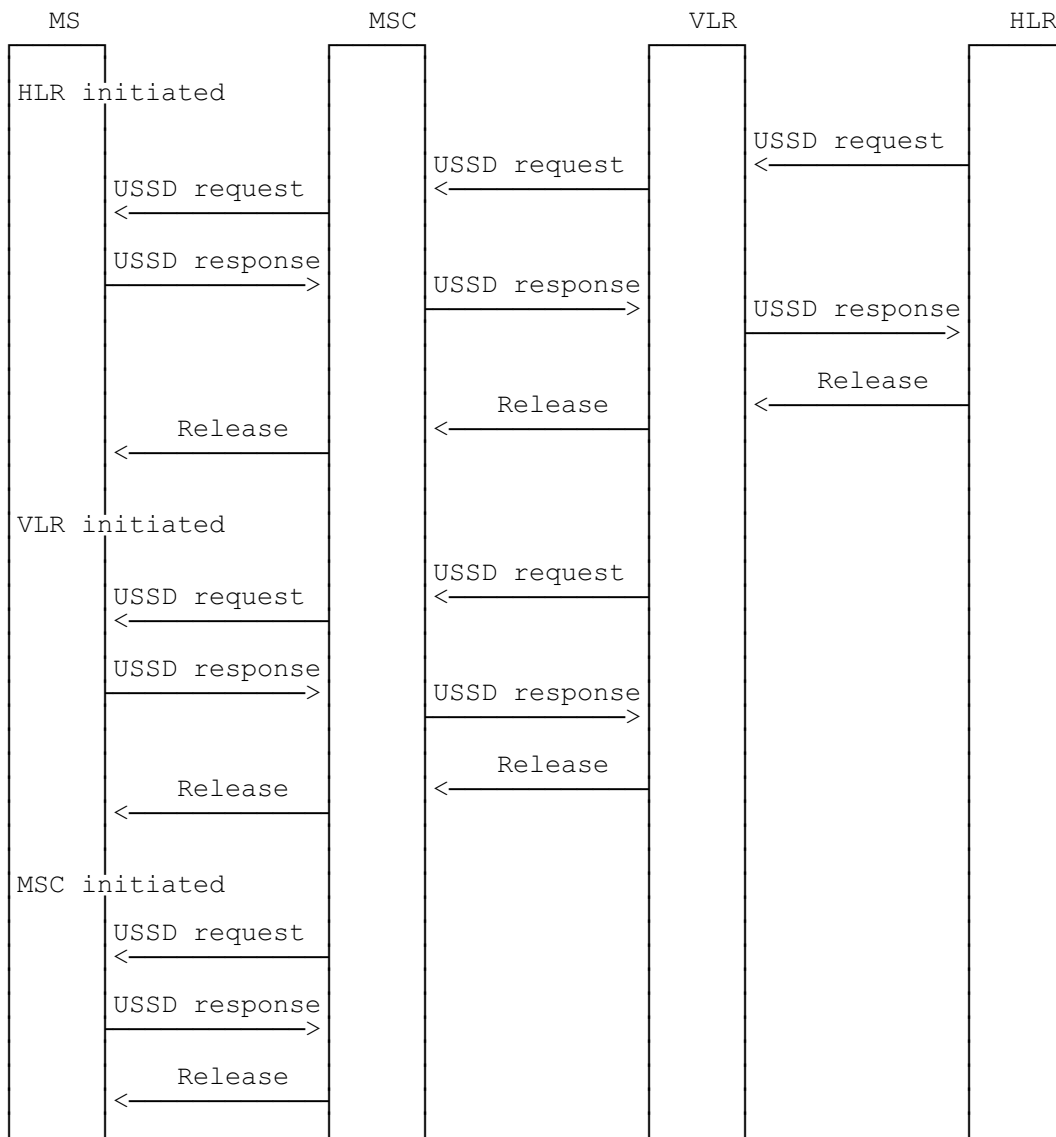 MS MSC VLR HLR
HLR initiated
USSD request
USSD request
USSD request
USSD response
USSD response
USSD response
Release
Release
Release
VLR initiated
USSD request
USSD request
USSD response
USSD response
Release
Release
MSC initiated
USSD request
USSD response
Release